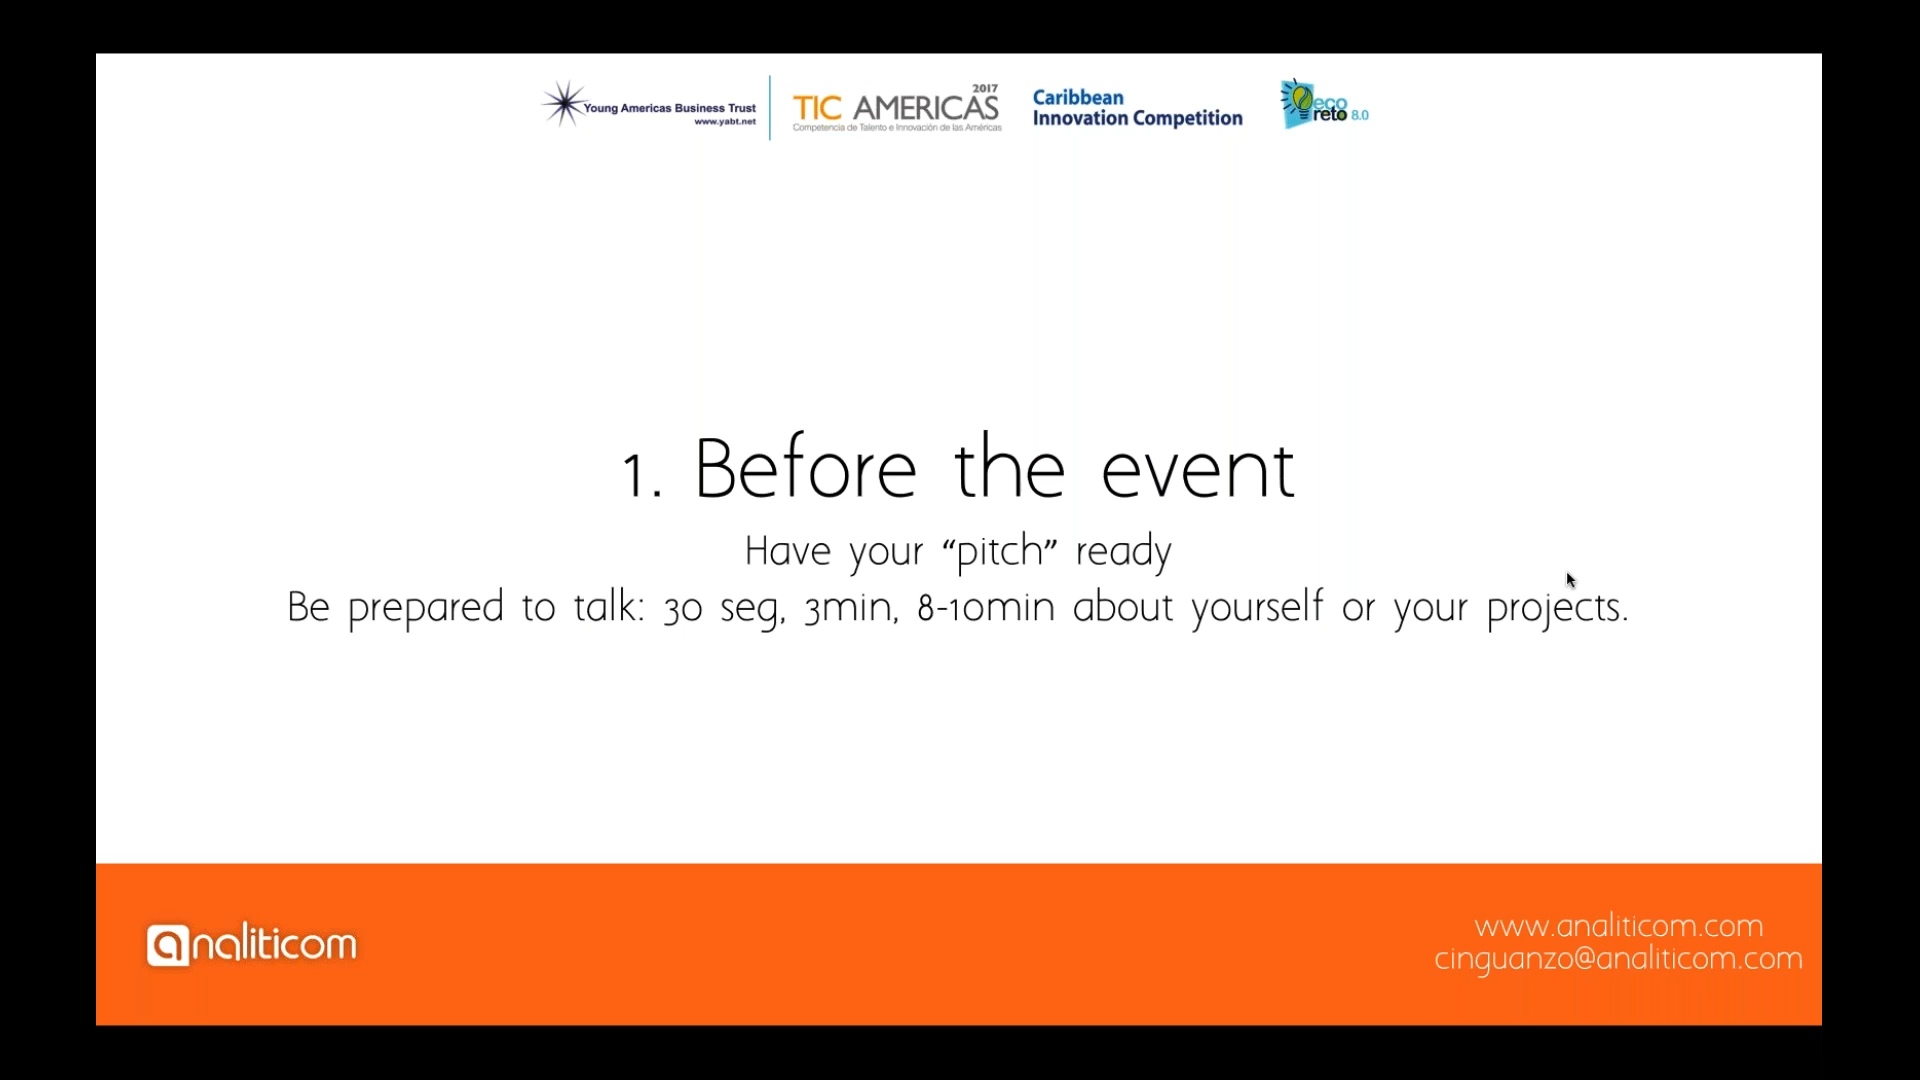 Young Americas Business Trust
www.yabt.net
2017
TIC AMERICAS
Competencia de Talento e Innovación de las Américas
Caribbean
Innovation Competition
eco
reto 8.0
1. Before the event
Have your “pitch” ready
Be prepared to talk: 30 seg, 3min, 8-10min about yourself or your projects.
analiticom
www.analiticom.com
cinguanzo@analiticom.com